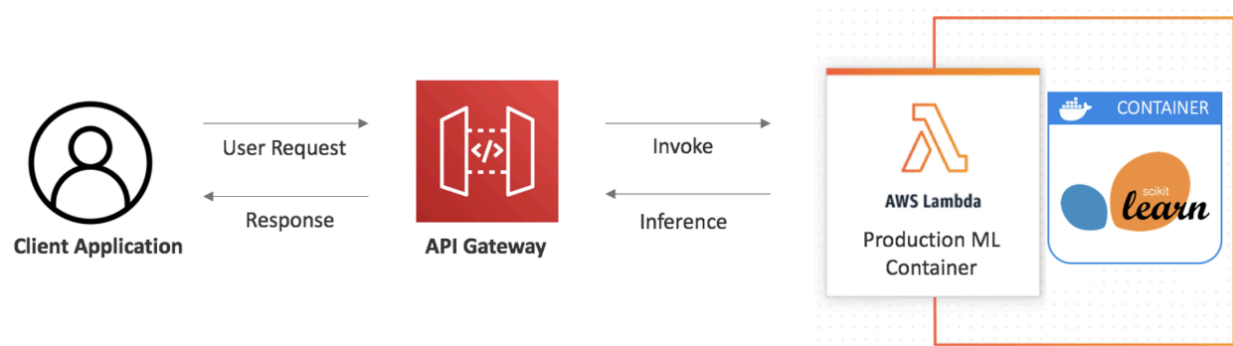 User Request
Response
Client Application
</>
API Gateway
Invoke
Inference
AWS Lambda
Production ML
Container
CONTAINER
scikit
learn